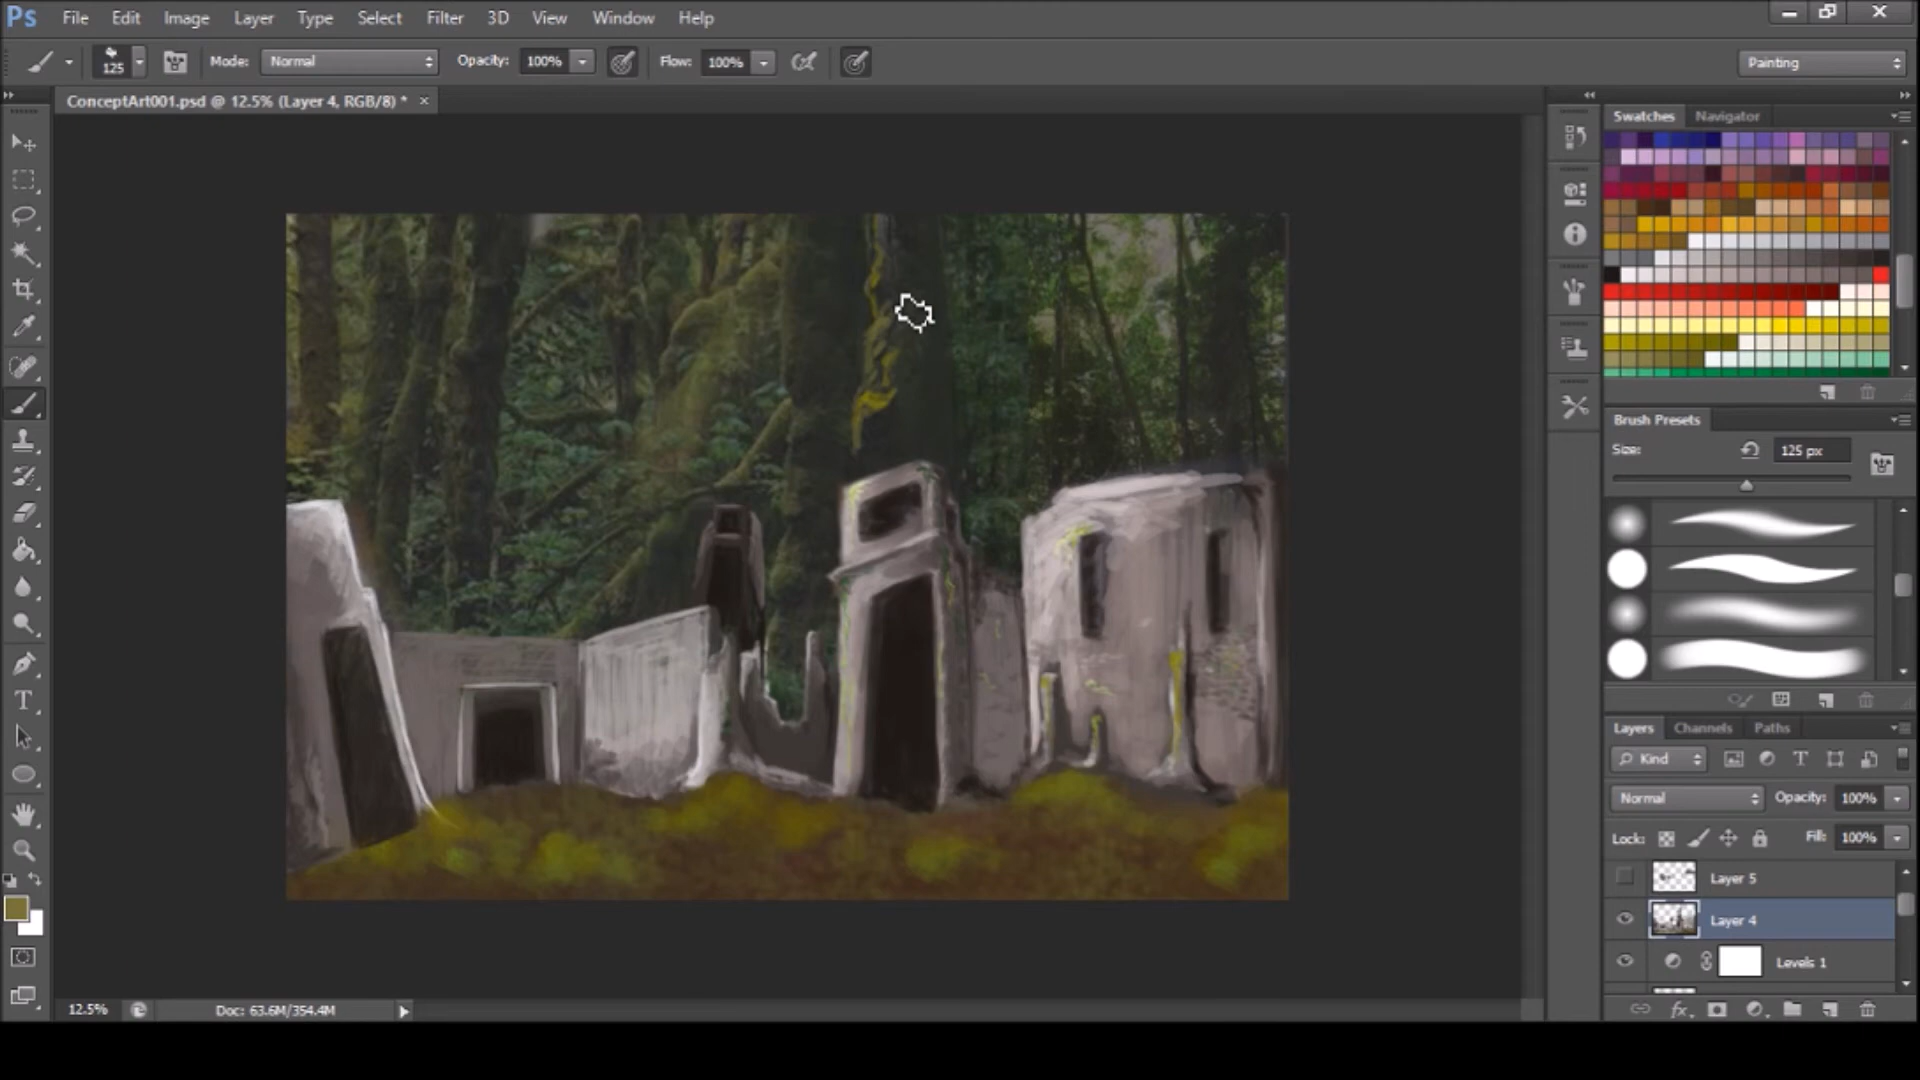 Ps File Edit Image Layer Type Select Filter 3D View Window Help
125 Mode: Normal Opacity: 100% Flow: 100% Painting
ConceptArt001.psd @ 12.5% (Layer 4, RGB/8) * ×
Swatches Navigator
Brush Presets
Size: 125 px
Layers Channels Paths
Kind
Normal Opacity: 100%
Lock: Fill: 100%
Layer 5
Layer 4
Levels 1
12.5% Doc: 63.6M/354.4M